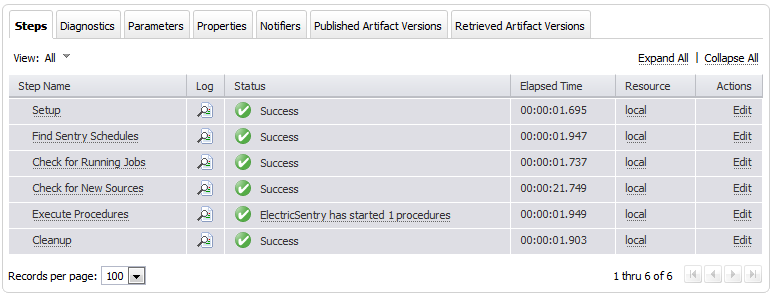 Steps Diagnostics Parameters Properties Notifiers Published Artifact Versions Retrieved Artifact Versions
View: All Expand All | Collapse All
Step Name Log Status Elapsed Time Resource Actions
Setup Success 00:00:01.695 local Edit
Find Sentry Schedules Success 00:00:01.947 local Edit
Check for Running Jobs Success 00:00:01.737 local Edit
Check for New Sources Success 00:00:21.749 local Edit
Execute Procedures ElectricSentry has started 1 procedures 00:00:01.949 local Edit
Cleanup Success 00:00:01.903 local Edit
Records per page: 100 1 thru 6 of 6